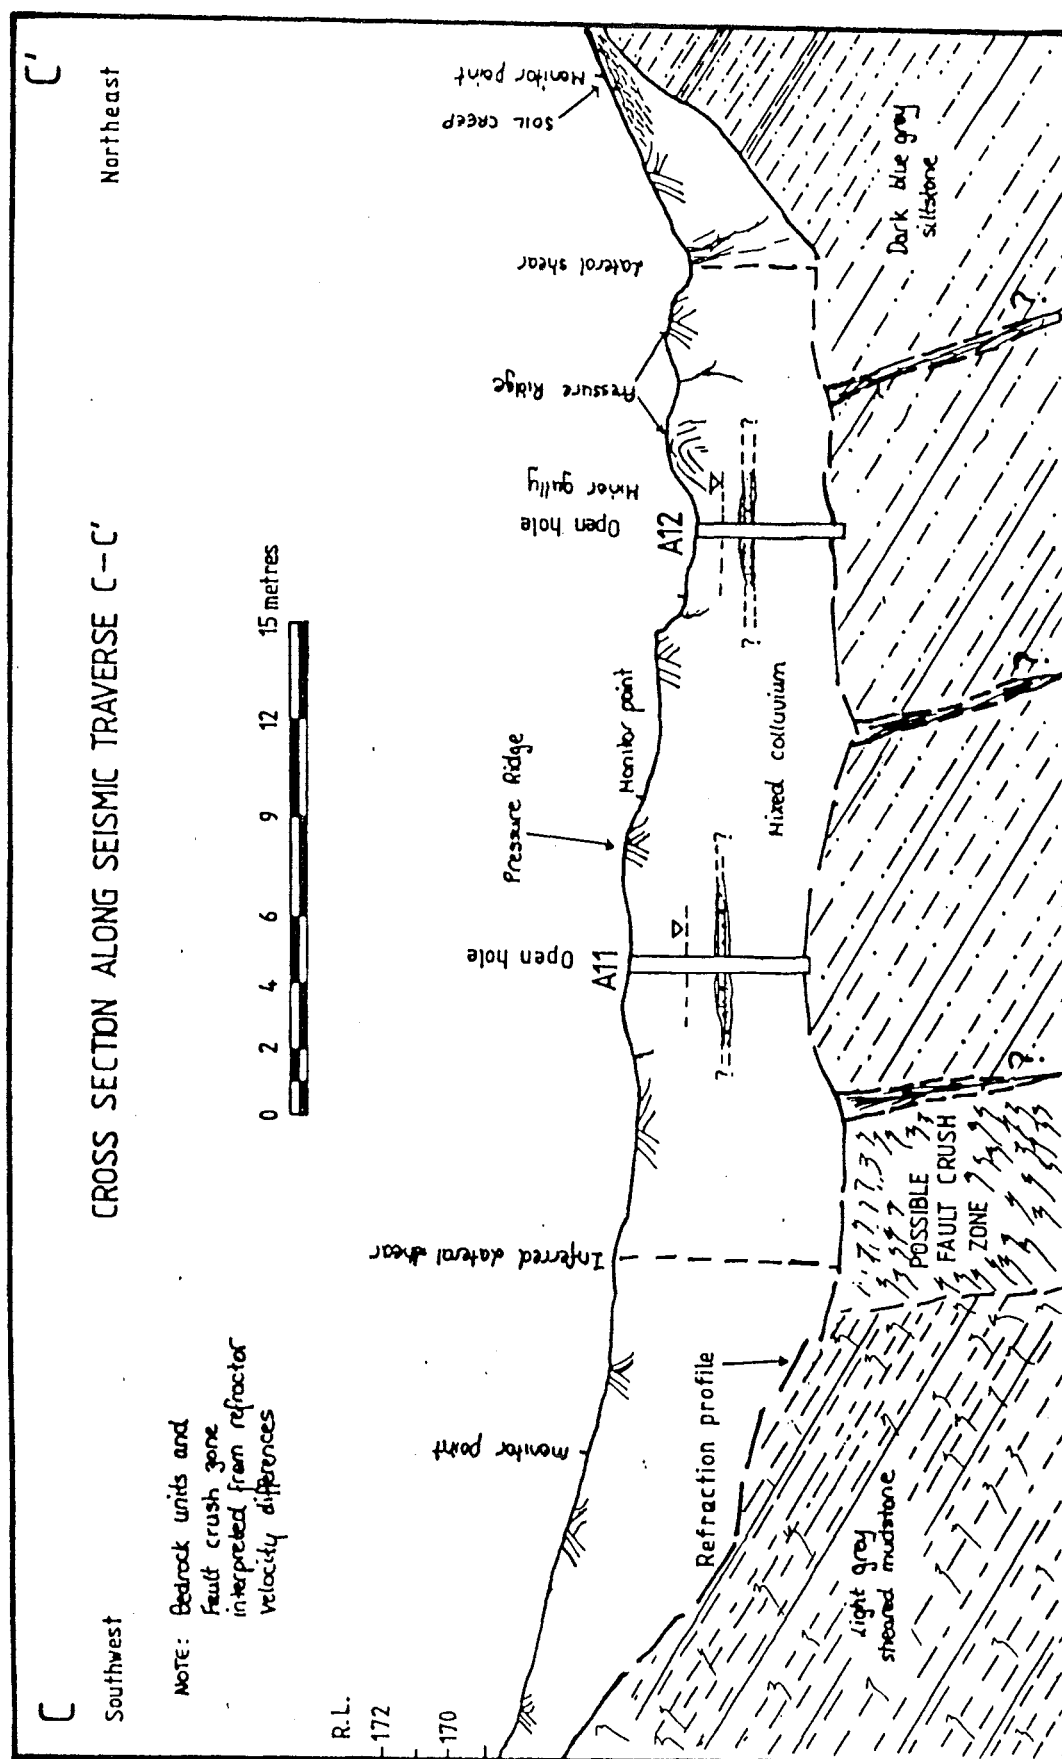 C
C'
Southwest
Northeast
CROSS SECTION ALONG SEISMIC TRAVERSE C-C'
NOTE: Bedrock units and
Fault crush zone
interpreted from refractor
velocity differences
0 2 4 6 9 12 15 metres
R.L.
172
170
monitor point
Inferred Lateral shear
Open hole
A11
Pressure Ridge
Monitor point
Open hole
A12
Minor gully
Pressure Ridge
Lateral shear
SOIL CREEP
Monitor point
? ?
? ?
Mixed colluvium
Refraction profile
Light grey
sheared mudstone
POSSIBLE
FAULT CRUSH
ZONE
?
?
?
Dark blue grey
siltstone